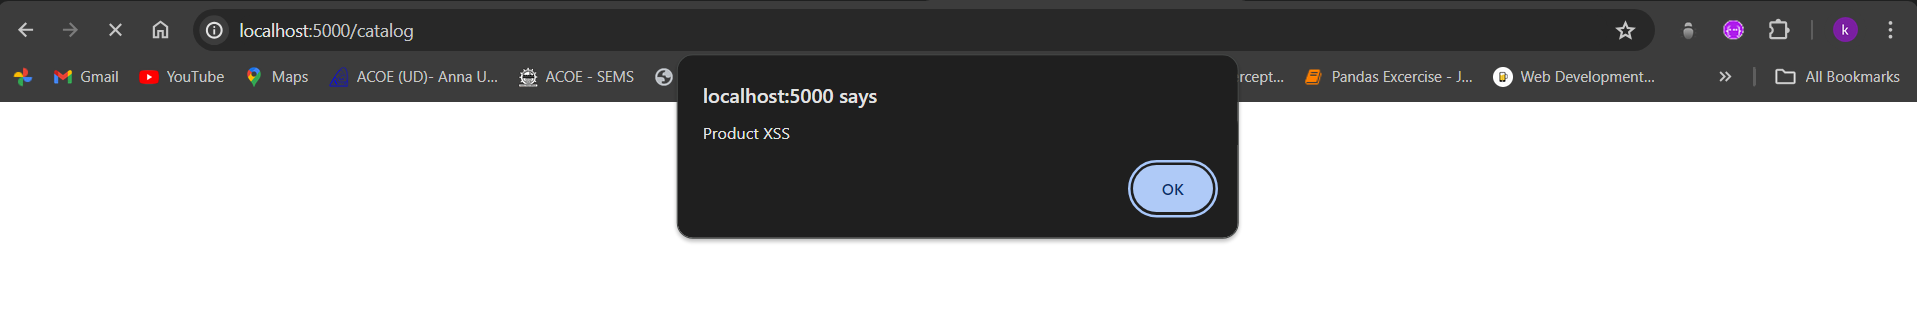 localhost:5000/catalog
k
Gmail YouTube Maps ACOE (UD)- Anna U... ACOE - SEMS rcept... Pandas Excercise - J... Web Development... All Bookmarks
localhost:5000 says
Product XSS
OK